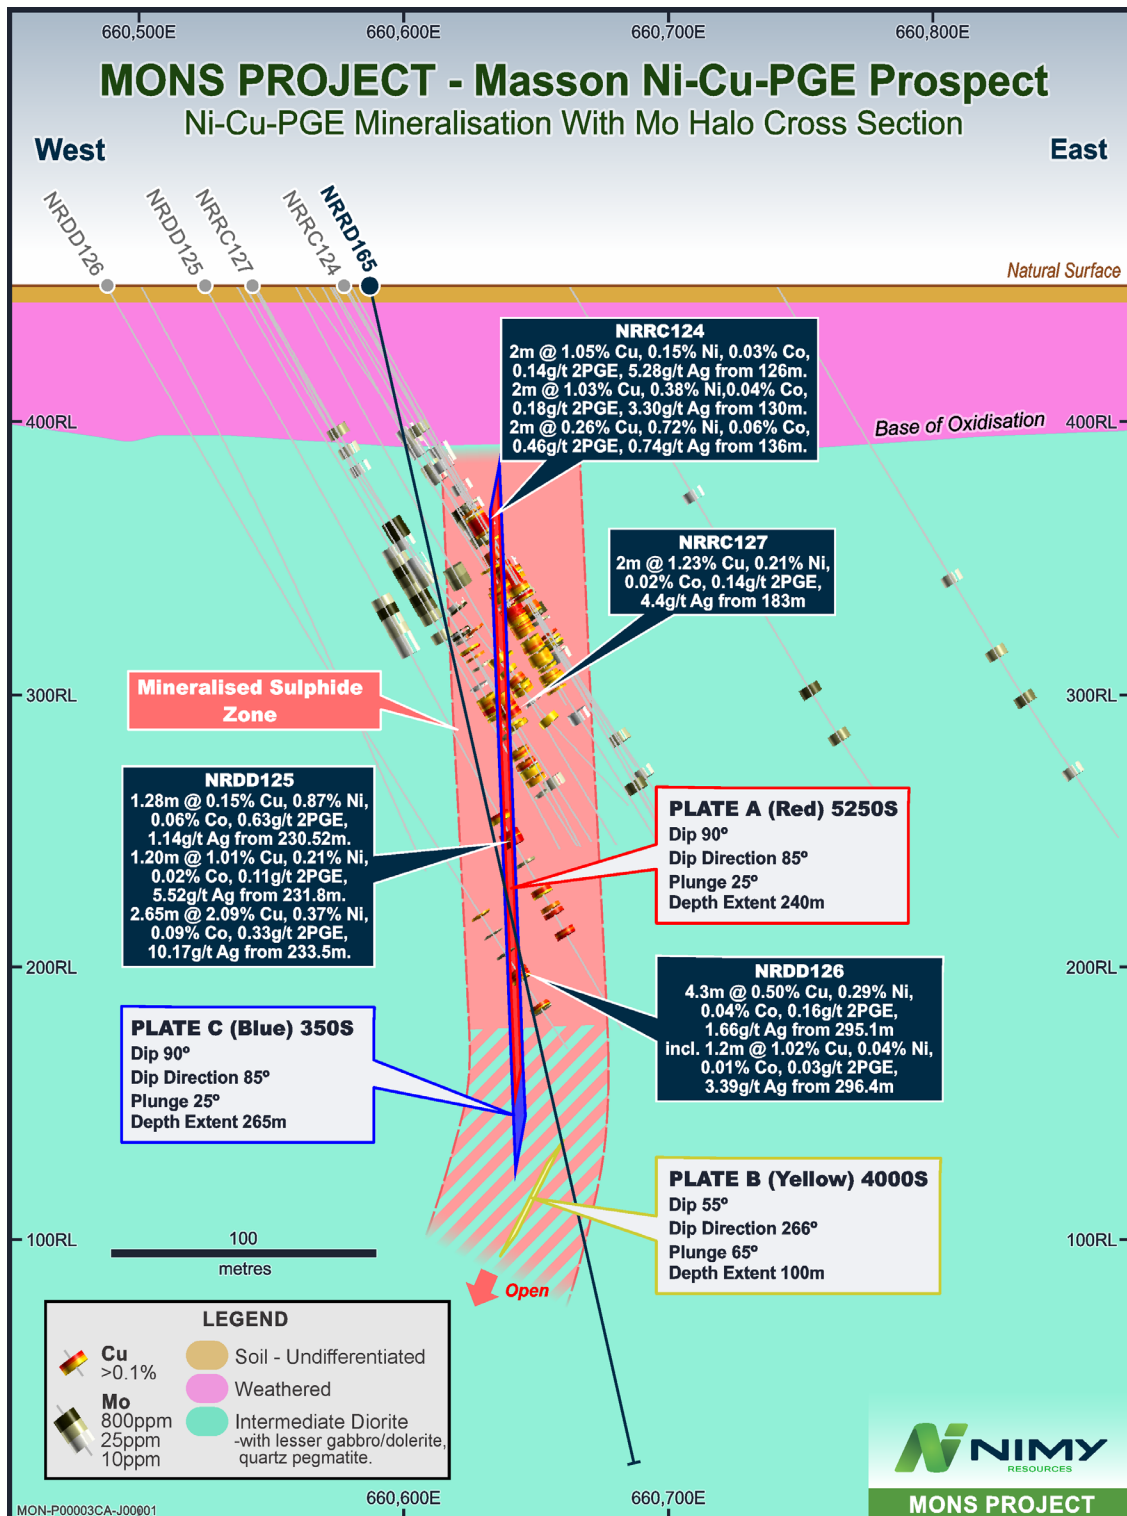 660,500E
660,600E
660,700E
660,800E
MONS PROJECT - Masson Ni-Cu-PGE Prospect
Ni-Cu-PGE Mineralisation With Mo Halo Cross Section
West
East
NRDD126
NRDD125
NRRC127
NRRC124
NRRD165
Natural Surface
NRRC124
2m @ 1.05% Cu, 0.15% Ni, 0.03% Co,
0.14g/t 2PGE, 5.28g/t Ag from 126m.
2m @ 1.03% Cu, 0.38% Ni,0.04% Co,
0.18g/t 2PGE, 3.30g/t Ag from 130m.
2m @ 0.26% Cu, 0.72% Ni, 0.06% Co,
0.46g/t 2PGE, 0.74g/t Ag from 136m.
400RL
Base of Oxidisation
400RL
NRRC127
2m @ 1.23% Cu, 0.21% Ni,
0.02% Co, 0.14g/t 2PGE,
4.4g/t Ag from 183m
Mineralised Sulphide
Zone
300RL
300RL
NRDD125
1.28m @ 0.15% Cu, 0.87% Ni,
0.06% Co, 0.63g/t 2PGE,
1.14g/t Ag from 230.52m.
1.20m @ 1.01% Cu, 0.21% Ni,
0.02% Co, 0.11g/t 2PGE,
5.52g/t Ag from 231.8m.
2.65m @ 2.09% Cu, 0.37% Ni,
0.09% Co, 0.33g/t 2PGE,
10.17g/t Ag from 233.5m.
PLATE A (Red) 5250S
Dip 90º
Dip Direction 85º
Plunge 25º
Depth Extent 240m
200RL
200RL
NRDD126
4.3m @ 0.50% Cu, 0.29% Ni,
0.04% Co, 0.16g/t 2PGE,
1.66g/t Ag from 295.1m
incl. 1.2m @ 1.02% Cu, 0.04% Ni,
0.01% Co, 0.03g/t 2PGE,
3.39g/t Ag from 296.4m
PLATE C (Blue) 350S
Dip 90º
Dip Direction 85º
Plunge 25º
Depth Extent 265m
PLATE B (Yellow) 4000S
Dip 55º
Dip Direction 266º
Plunge 65º
Depth Extent 100m
100RL
100RL
100
metres
Open
LEGEND
Cu
>0.1%
Mo
800ppm
25ppm
10ppm
Soil - Undifferentiated
Weathered
Intermediate Diorite
-with lesser gabbro/dolerite,
quartz pegmatite.
NIMY
RESOURCES
MONS PROJECT
660,600E
660,700E
MON-P00003CA-J00001